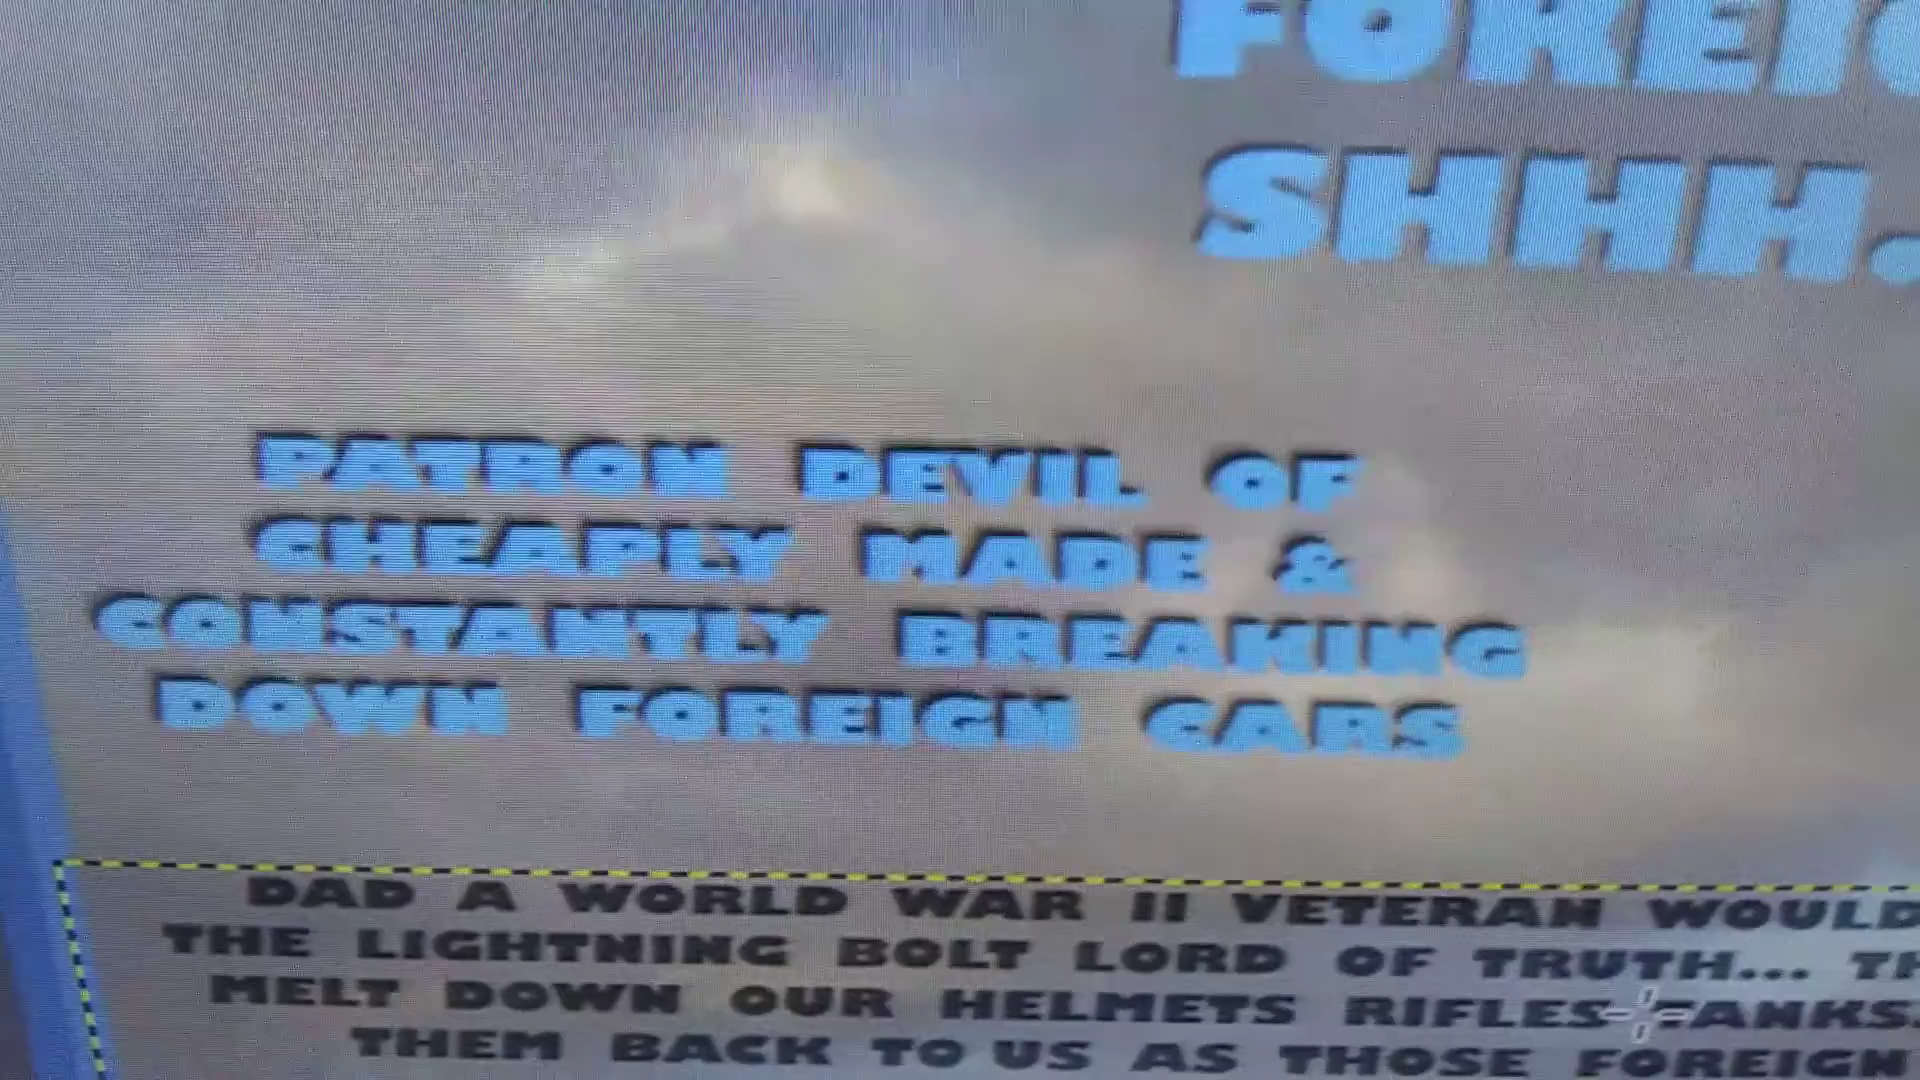 SHHH.
PATRON DEVIL OF
CHEAPLY MADE &
CONSTANTLY BREAKING
DOWN FOREIGN CARS
DAD A WORLD WAR II VETERAN WOULD
THE LIGHTNING BOLT LORD OF TRUTH...
MELT DOWN OUR HELMETS RIFLES TANKS.
THEM BACK TO US AS THOSE FOREIGN